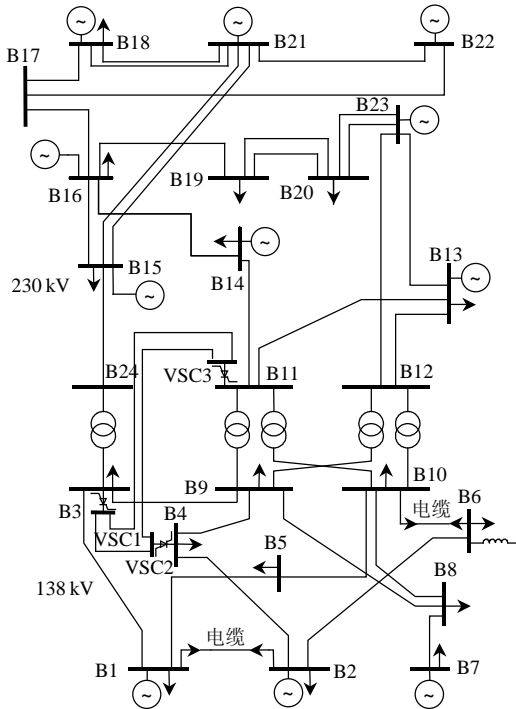 B18
B21
B22
B17
B23
B16
B19
B20
B15
B14
B13
230 kV
B24
VSC3
B11
B12
B3
B9
B10
B4
电缆
B6
VSC1
VSC2
B5
B8
138 kV
电缆
B1
B2
B7
~
~
~
~
~
~
~
~
~
~
~